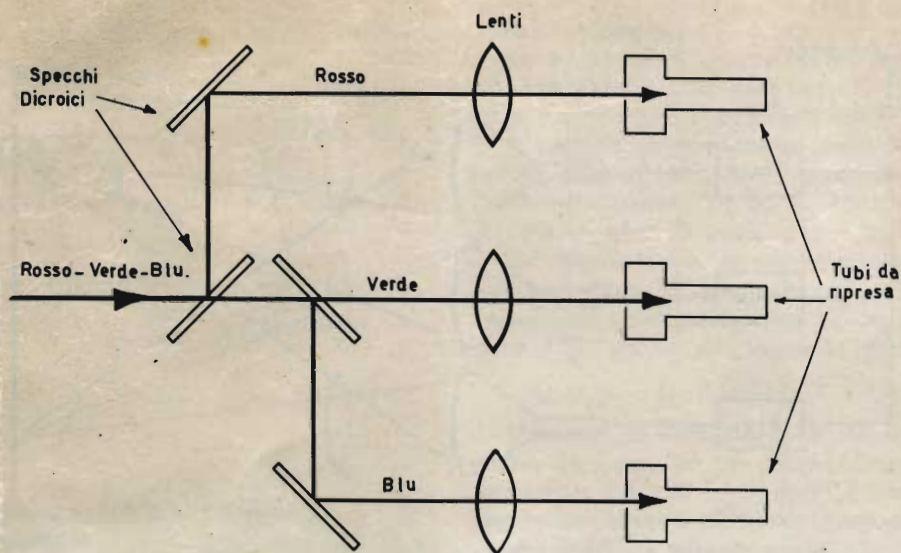 Lenti
Specchi
Dicroici
Rosso
Rosso-Verde-Blu.
Verde
Tubi da
ripresa
Blu